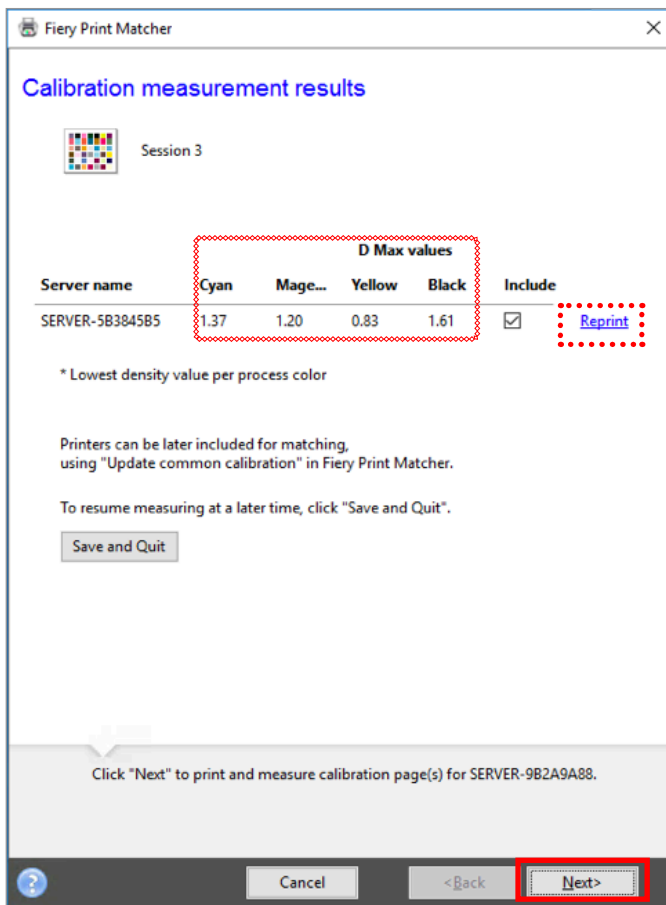 Fiery Print Matcher
Calibration measurement results
Session 3
D Max values
Server name Cyan Mage... Yellow Black Include
SERVER-5B3845B5 1.37 1.20 0.83 1.61 Reprint
* Lowest density value per process color
Printers can be later included for matching,
using "Update common calibration" in Fiery Print Matcher.
To resume measuring at a later time, click "Save and Quit".
Save and Quit
Click "Next" to print and measure calibration page(s) for SERVER-9B2A9A88.
? Cancel <Back Next>